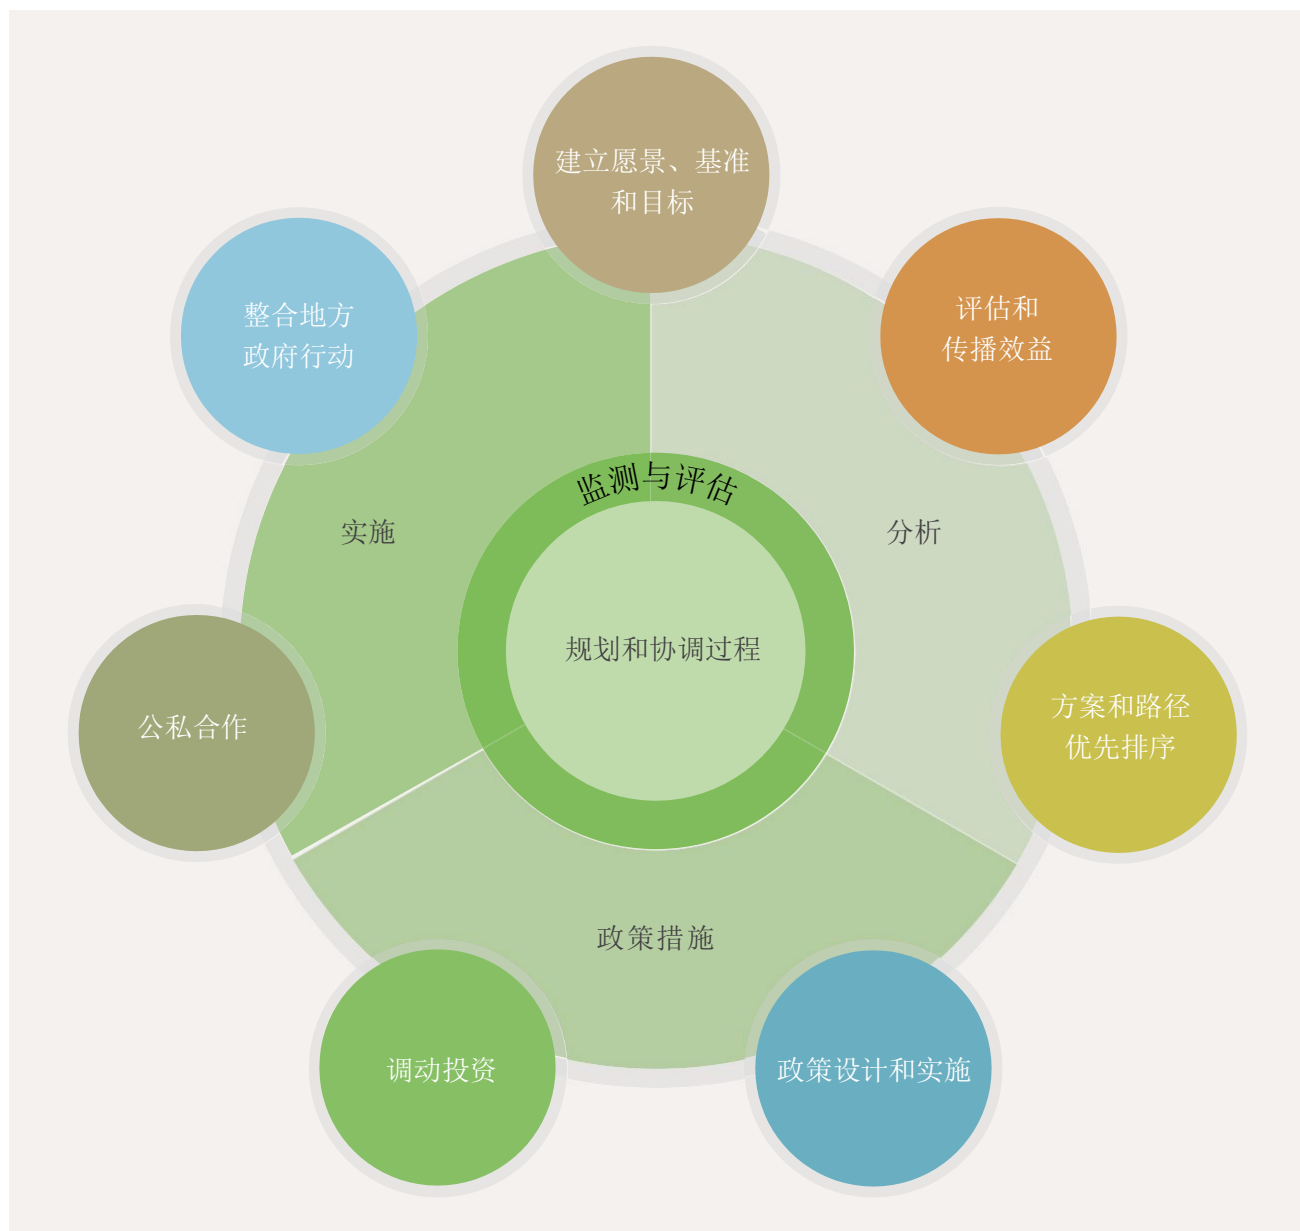 建立愿景、基准
和目标
整合地方
政府行动
评估和
传播效益
监测与评估
实施
分析
规划和协调过程
公私合作
方案和路径
优先排序
政策措施
调动投资
政策设计和实施